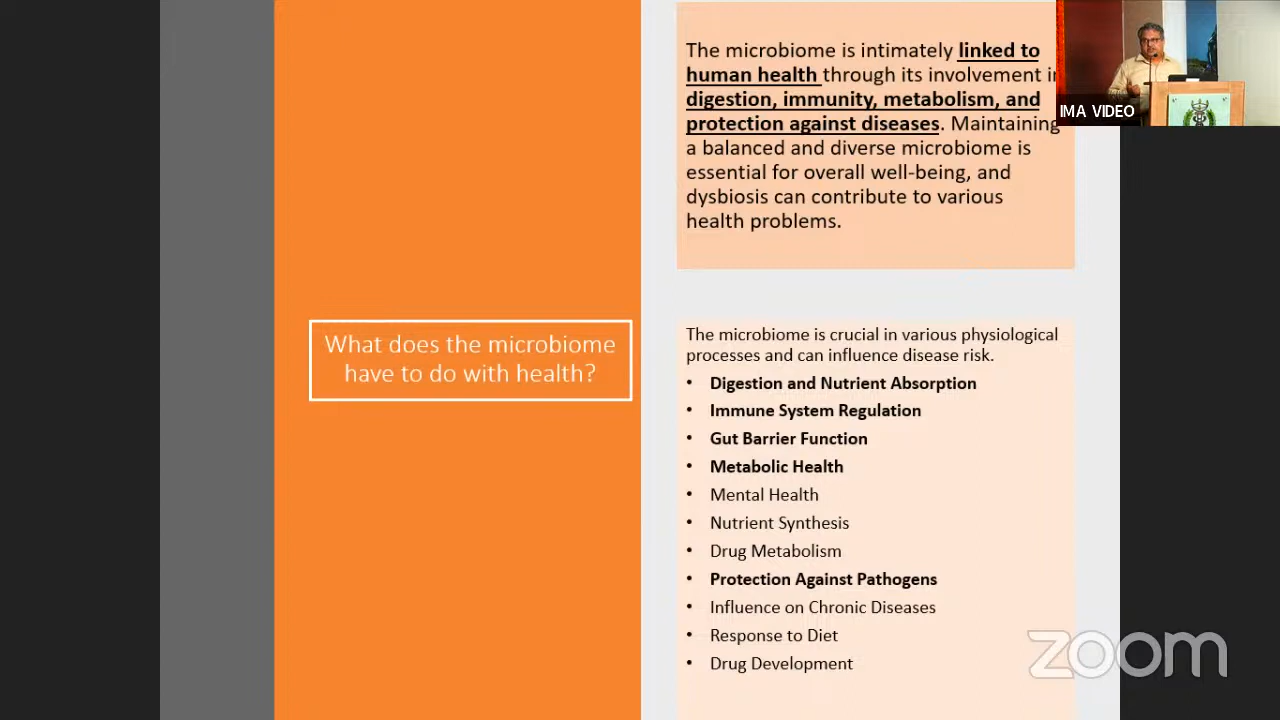 What does the microbiome
have to do with health?
The microbiome is intimately linked to
human health through its involvement in
digestion, immunity, metabolism, and
protection against diseases. Maintaining
a balanced and diverse microbiome is
essential for overall well-being, and
dysbiosis can contribute to various
health problems.
The microbiome is crucial in various physiological
processes and can influence disease risk.
• Digestion and Nutrient Absorption
• Immune System Regulation
• Gut Barrier Function
• Metabolic Health
• Mental Health
• Nutrient Synthesis
• Drug Metabolism
• Protection Against Pathogens
• Influence on Chronic Diseases
• Response to Diet
• Drug Development
IMA VIDEO
zoom